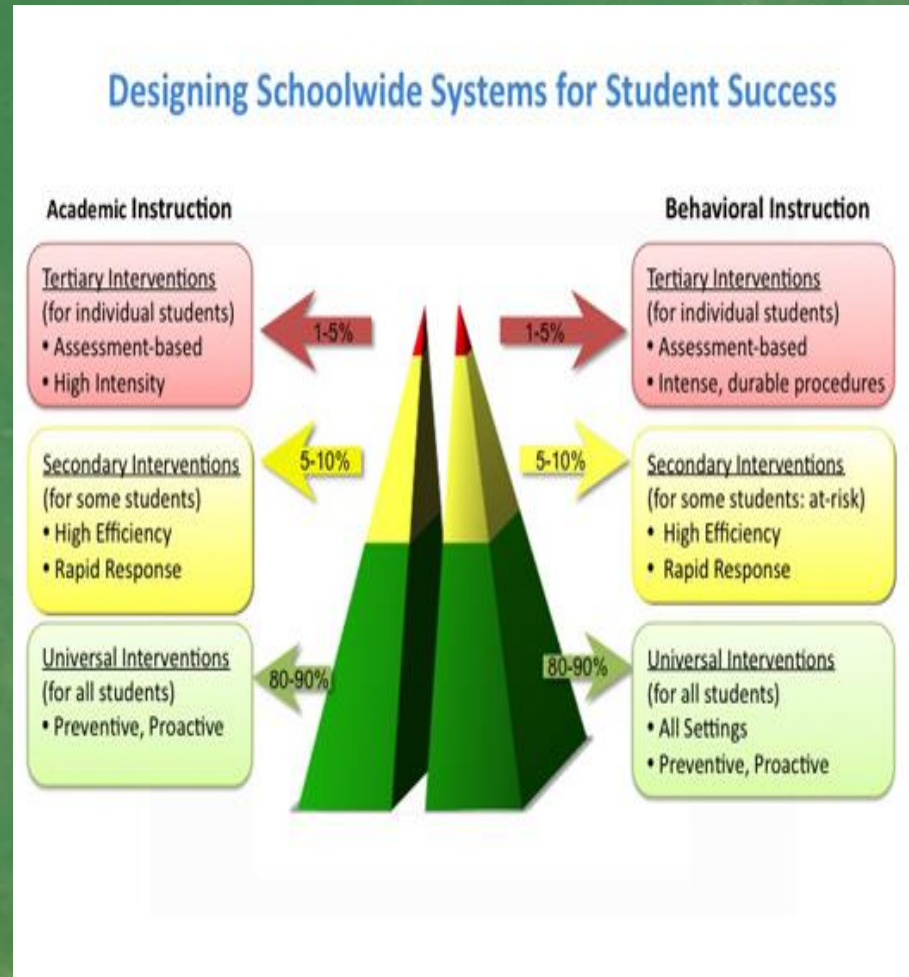 Designing Schoolwide Systems for Student Success
Academic Instruction
Tertiary Interventions
(for individual students)
• Assessment-based
• High Intensity
1-5%
Secondary Interventions
(for some students)
• High Efficiency
• Rapid Response
5-10%
Universal Interventions
(for all students)
• Preventive, Proactive
80-90%
Behavioral Instruction
1-5%
Tertiary Interventions
(for individual students)
• Assessment-based
• Intense, durable procedures
5-10%
Secondary Interventions
(for some students: at-risk)
• High Efficiency
• Rapid Response
80-90%
Universal Interventions
(for all students)
• All Settings
• Preventive, Proactive